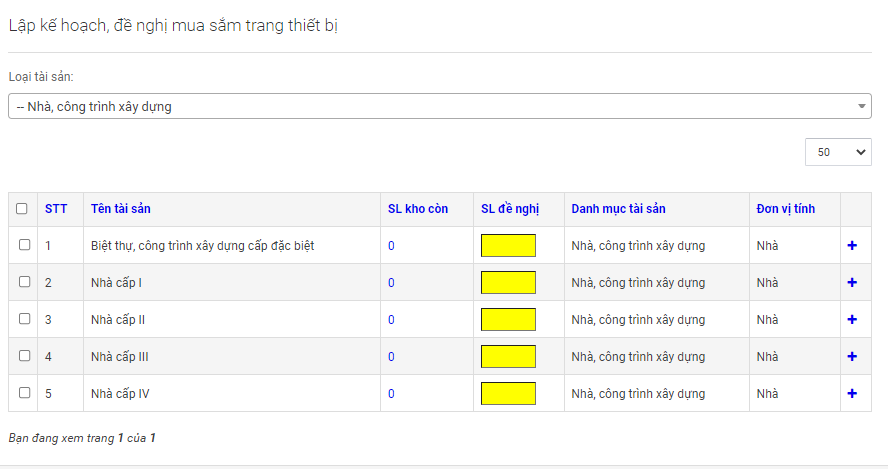 Lập kế hoạch, đề nghị mua sắm trang thiết bị
Loại tài sản:
-- Nhà, công trình xây dựng
50
STT Tên tài sản SL kho còn SL đề nghị Danh mục tài sản Đơn vị tính
1 Biệt thự, công trình xây dựng cấp đặc biệt 0 Nhà, công trình xây dựng Nhà +
2 Nhà cấp I 0 Nhà, công trình xây dựng Nhà +
3 Nhà cấp II 0 Nhà, công trình xây dựng Nhà +
4 Nhà cấp III 0 Nhà, công trình xây dựng Nhà +
5 Nhà cấp IV 0 Nhà, công trình xây dựng Nhà +
Bạn đang xem trang 1 của 1